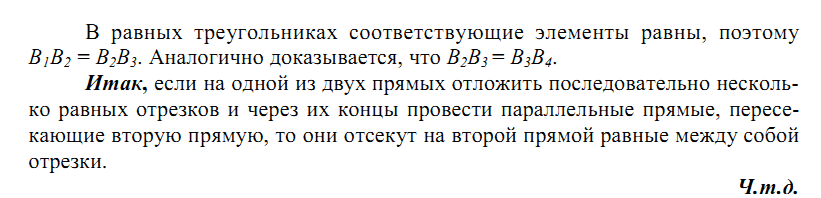 В равных треугольниках соответствующие элементы равны, поэтому
B₁B₂ = B₂B₃. Аналогично доказывается, что B₂B₃ = B₃B₄.
Итак, если на одной из двух прямых отложить последовательно несколь-
ко равных отрезков и через их концы провести параллельные прямые, пересе-
кающие вторую прямую, то они отсекут на второй прямой равные между собой
отрезки.
Ч.т.д.